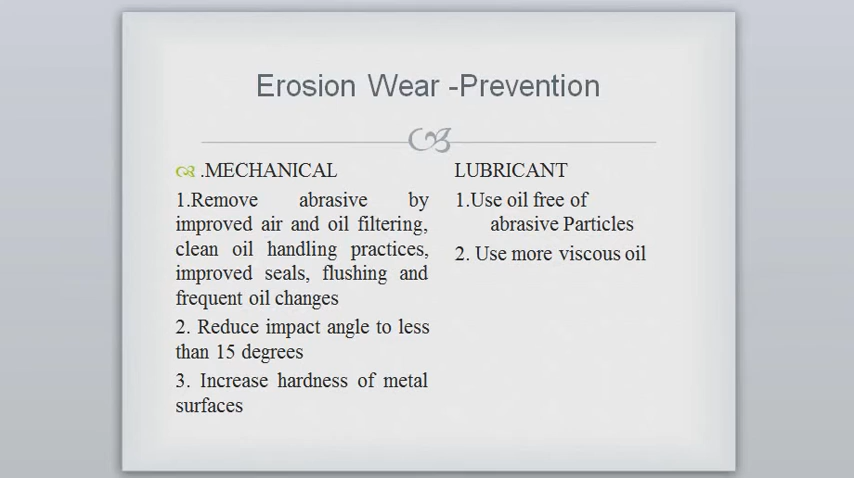 Erosion Wear -Prevention
.MECHANICAL
1.Remove abrasive by
improved air and oil filtering,
clean oil handling practices,
improved seals, flushing and
frequent oil changes
2. Reduce impact angle to less
than 15 degrees
3. Increase hardness of metal
surfaces
LUBRICANT
1.Use oil free of
abrasive Particles
2. Use more viscous oil